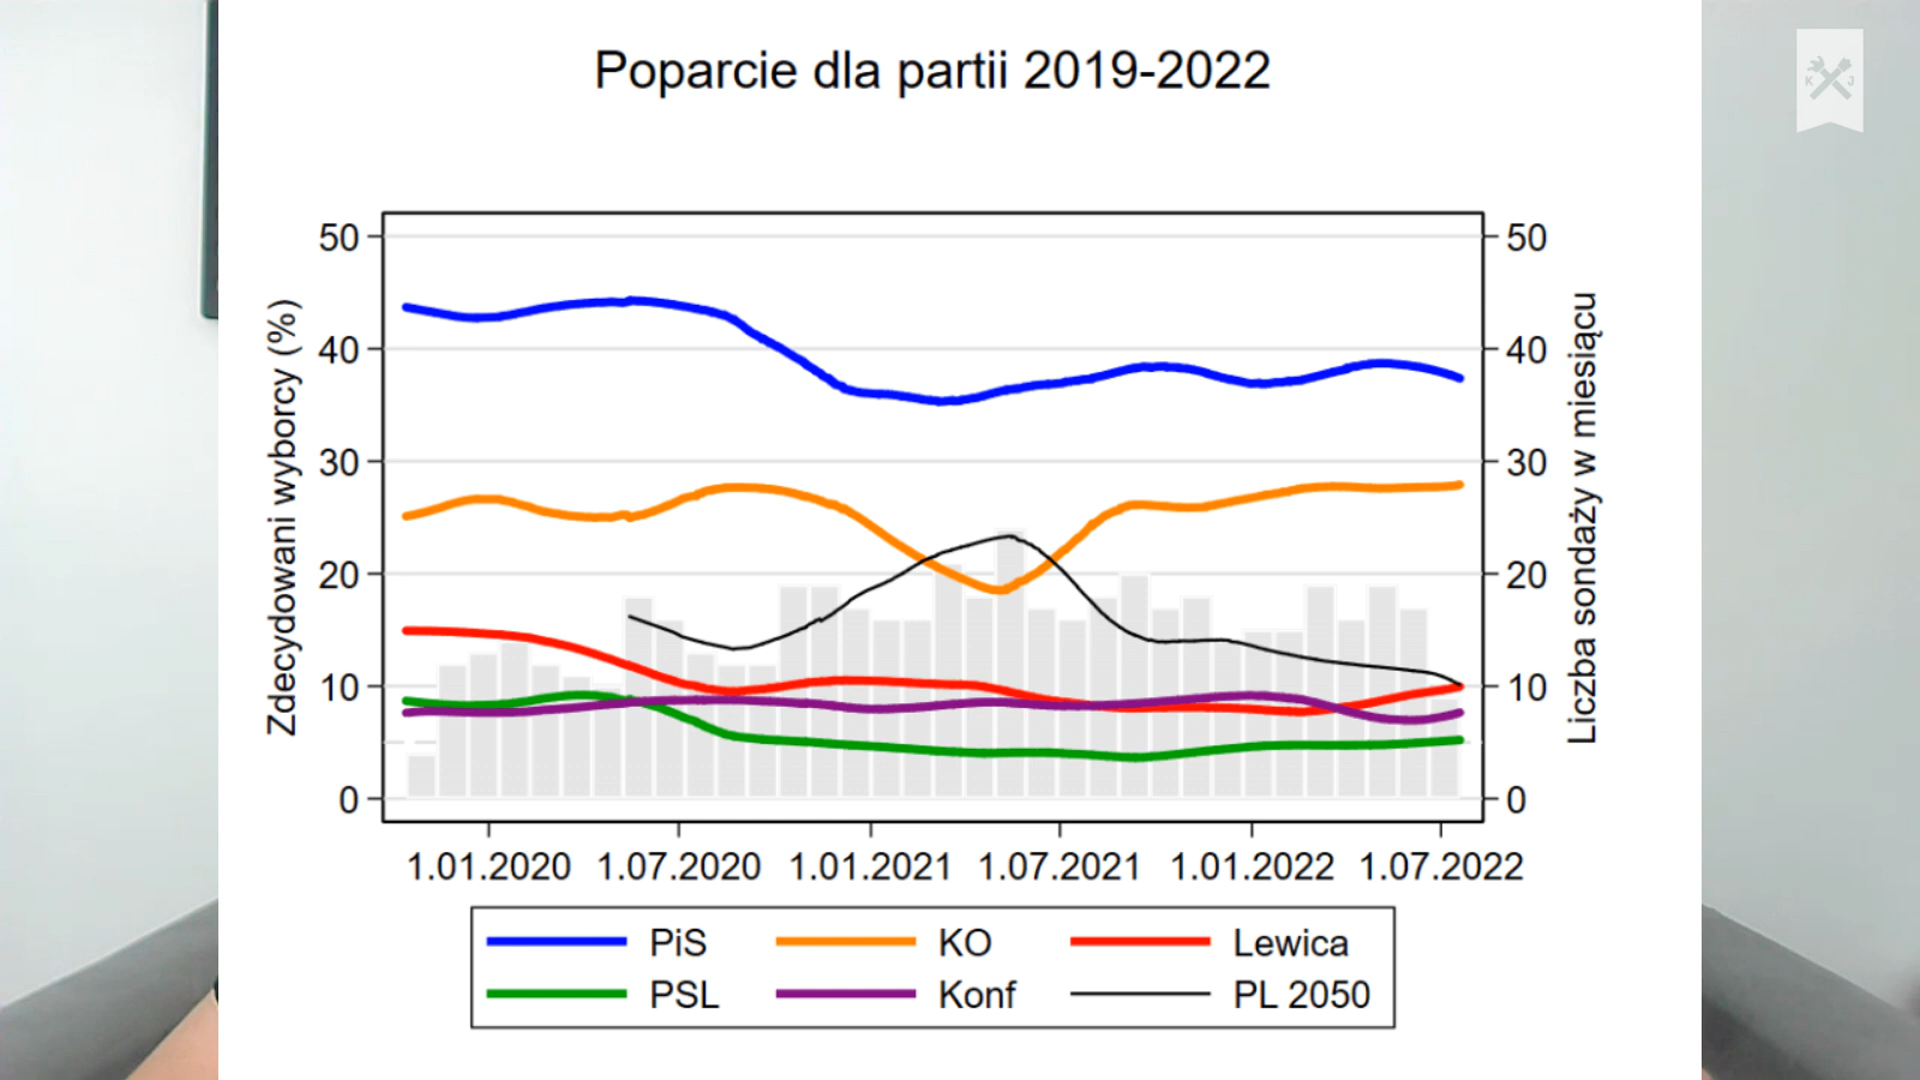 Poparcie dla partii 2019-2022
Zdecydowani wyborcy (%)
50
40
30
20
10
0
50
40
30
20
10
0
Liczba sondaży w miesiącu
1.01.2020 1.07.2020 1.01.2021 1.07.2021 1.01.2022 1.07.2022
PiS KO Lewica
PSL Konf PL 2050
K J